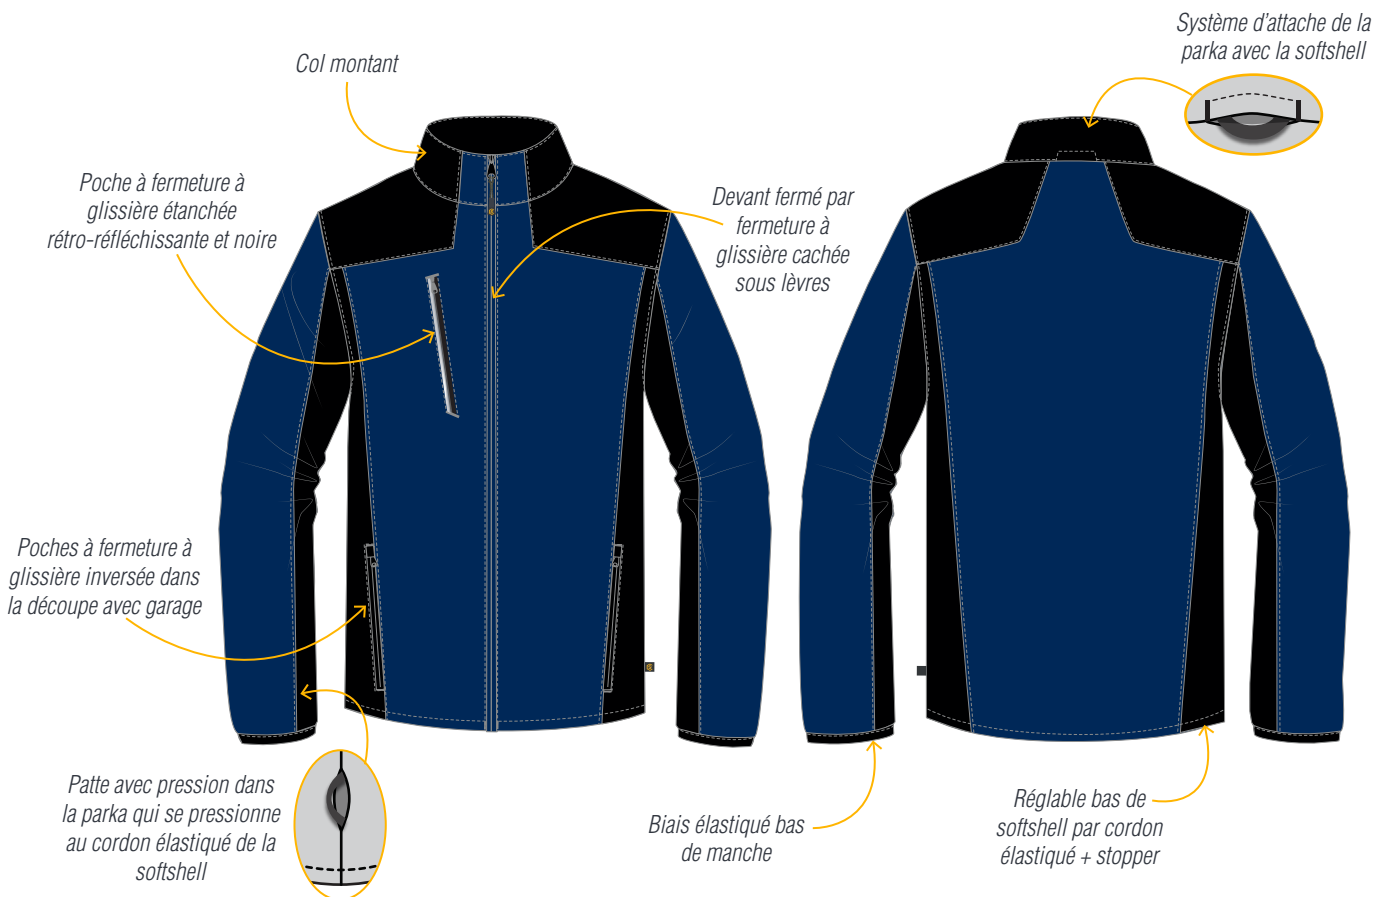 Système d'attache de la
parka avec la softshell
Col montant
Poche à fermeture à
glissière étanchée
rétro-réfléchissante et noire
Devant fermé par
fermeture à
glissière cachée
sous lèvres
Poches à fermeture à
glissière inversée dans
la découpe avec garage
Patte avec pression dans
la parka qui se pressionne
au cordon élastiqué de la
softshell
Biais élastiqué bas
de manche
Réglable bas de
softshell par cordon
élastiqué + stopper